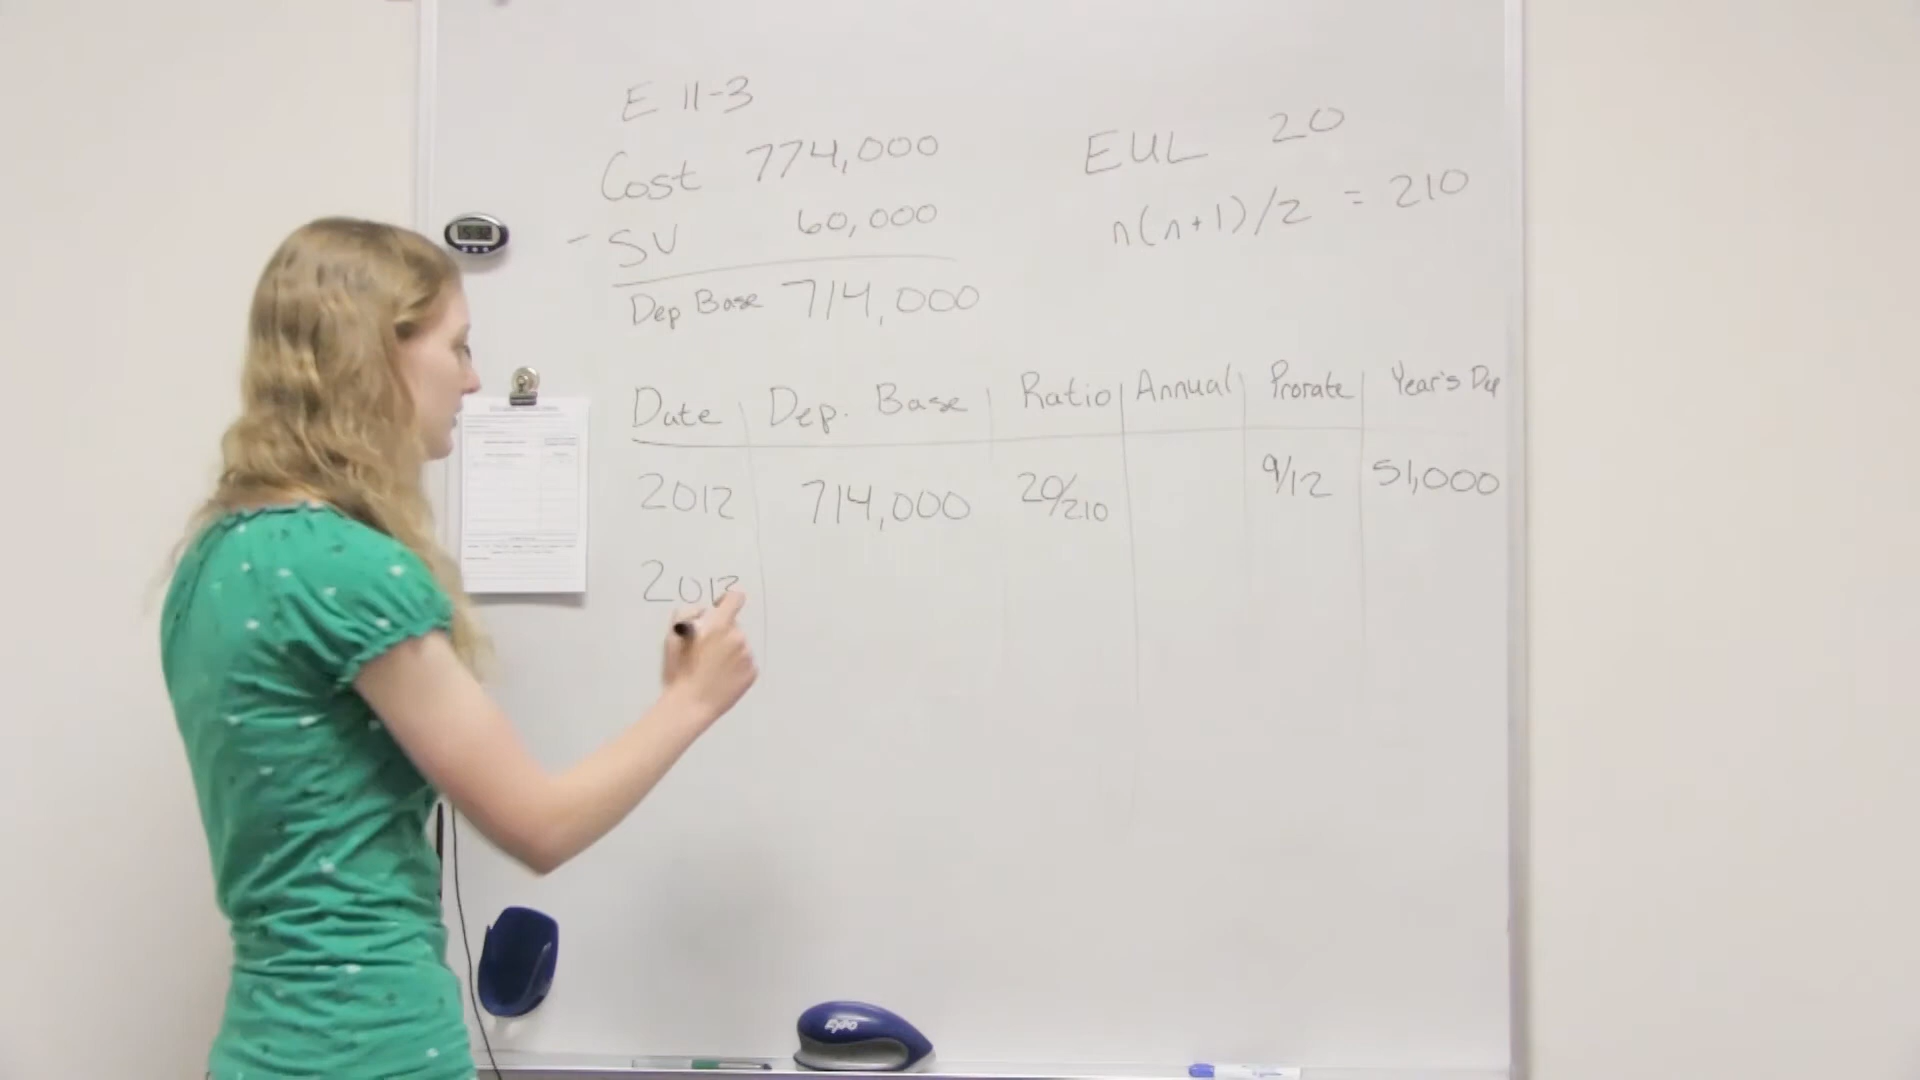 E 11-3
Cost 774,000
- SV 60,000
Dep Base 714,000
EUL 20
n(n+1)/2 = 210
Date Dep. Base Ratio Annual Prorate Year's Dep
2012 714,000 20/210 9/12 51,000
2013
EXPO